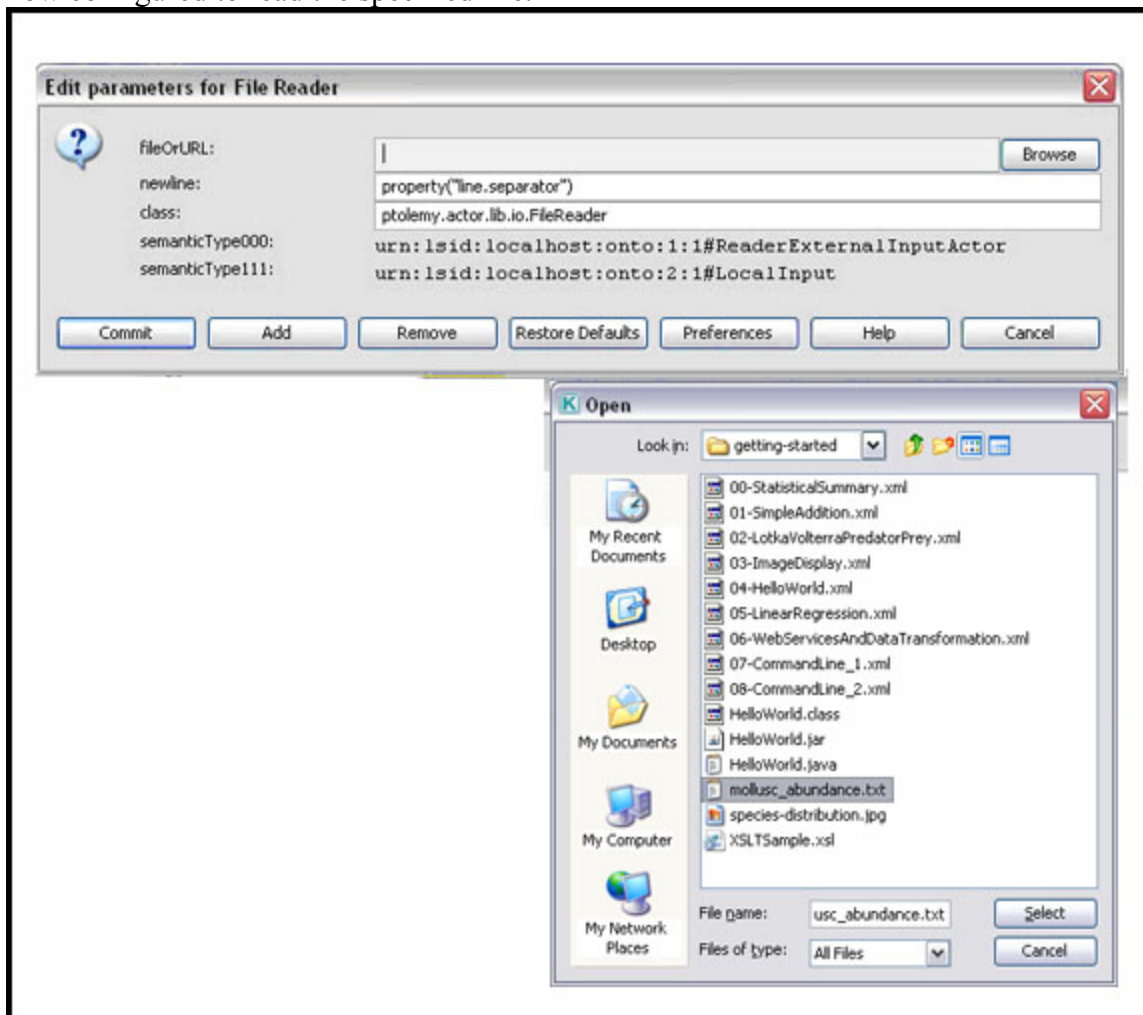 Edit parameters for File Reader
fileOrURL:
Browse
newline: property("line.separator")
class: ptolemy.actor.lib.io.FileReader
semanticType000: urn:lsid:localhost:onto:1:1#ReaderExternalInputActor
semanticType111: urn:lsid:localhost:onto:2:1#LocalInput
Commit Add Remove Restore Defaults Preferences Help Cancel
K Open
Look in: getting-started
My Recent Documents
Desktop
My Documents
My Computer
My Network Places
00-StatisticalSummary.xml
01-SimpleAddition.xml
02-LotkaVolterraPredatorPrey.xml
03-ImageDisplay.xml
04-HelloWorld.xml
05-LinearRegression.xml
06-WebServicesAndDataTransformation.xml
07-CommandLine_1.xml
08-CommandLine_2.xml
HelloWorld.class
HelloWorld.jar
HelloWorld.java
mollusc_abundance.txt
species-distribution.jpg
XSLTSample.xsl
File name: usc_abundance.txt Select
Files of type: All Files Cancel